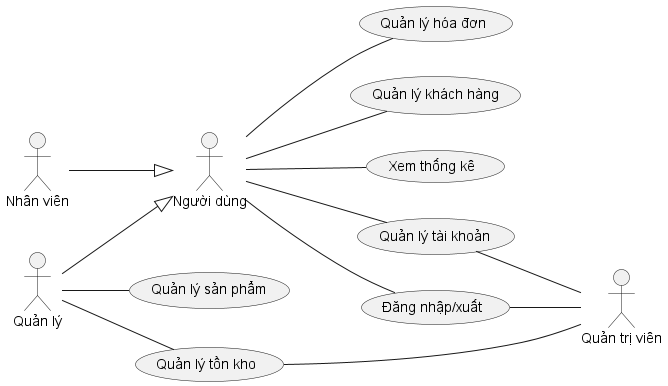 Quản lý hóa đơn
Quản lý khách hàng
Xem thống kê
Nhân viên
Người dùng
Quản lý tài khoản
Quản lý sản phẩm
Đăng nhập/xuất
Quản lý
Quản trị viên
Quản lý tồn kho